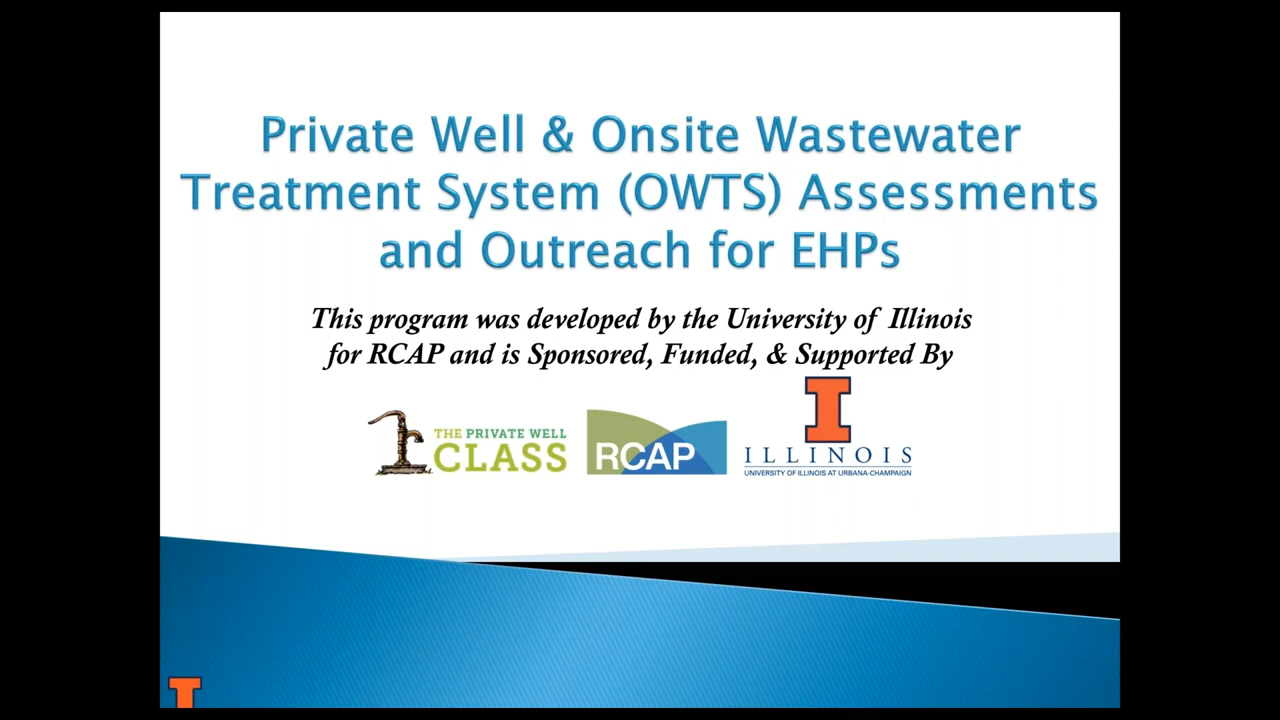 Private Well & Onsite Wastewater
Treatment System (OWTS) Assessments
and Outreach for EHPs
This program was developed by the University of Illinois
for RCAP and is Sponsored, Funded, & Supported By
THE PRIVATE WELL
CLASS
RCAP
I
ILLINOIS
UNIVERSITY OF ILLINOIS AT URBANA-CHAMPAIGN
I